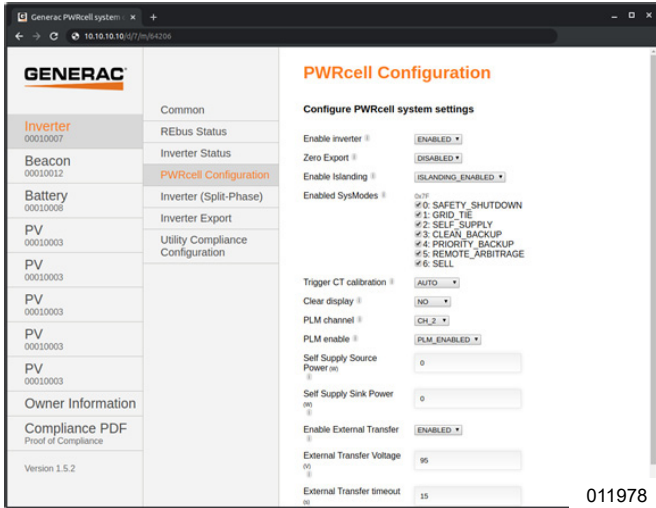 Generac PWRcell system
10.10.10.10/d/7/m/64206
GENERAC
Inverter
00010007
Beacon
00010012
Battery
00010008
PV
00010003
PV
00010003
PV
00010003
PV
00010003
PV
00010003
Owner Information
Compliance PDF
Proof of Compliance
Version 1.5.2
Common
REbus Status
Inverter Status
PWRcell Configuration
Inverter (Split-Phase)
Inverter Export
Utility Compliance
Configuration
PWRcell Configuration
Configure PWRcell system settings
Enable inverter ENABLED
Zero Export DISABLED
Enable Islanding ISLANDING_ENABLED
Enabled SysModes 0x7F
0: SAFETY_SHUTDOWN
1: GRID_TIE
2: SELF_SUPPLY
3: CLEAN_BACKUP
4: PRIORITY_BACKUP
5: REMOTE_ARBITRAGE
6: SELL
Trigger CT calibration AUTO
Clear display NO
PLM channel CH_2
PLM enable PLM_ENABLED
Self Supply Source
Power (W) 0
Self Supply Sink Power
(W) 0
Enable External Transfer ENABLED
External Transfer Voltage
(V) 95
External Transfer timeout
(s) 15
011978